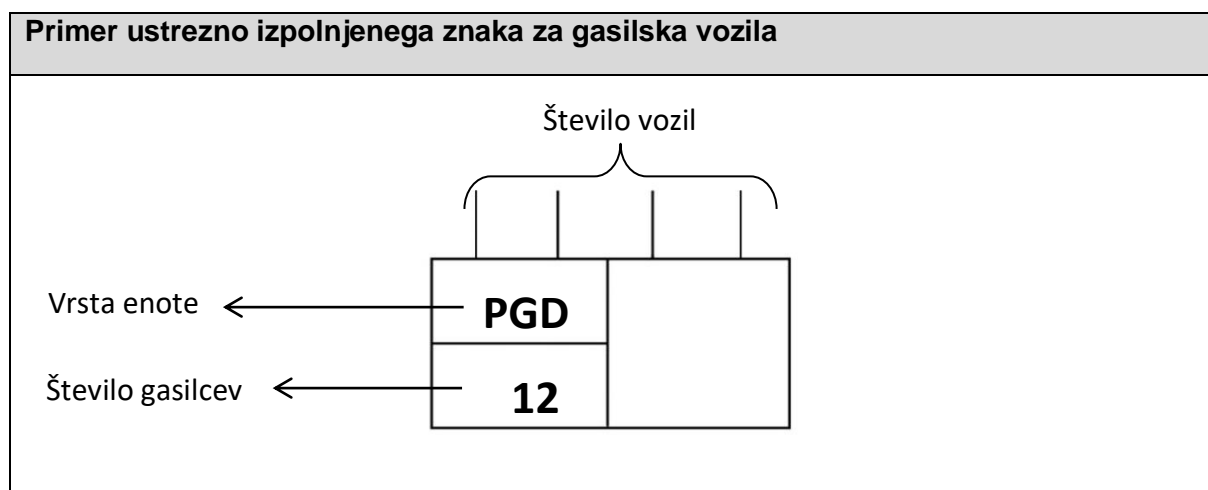 Primer ustrezno izpolnjenega znaka za gasilska vozila
Število vozil
Vrsta enote
PGD
Število gasilcev
12